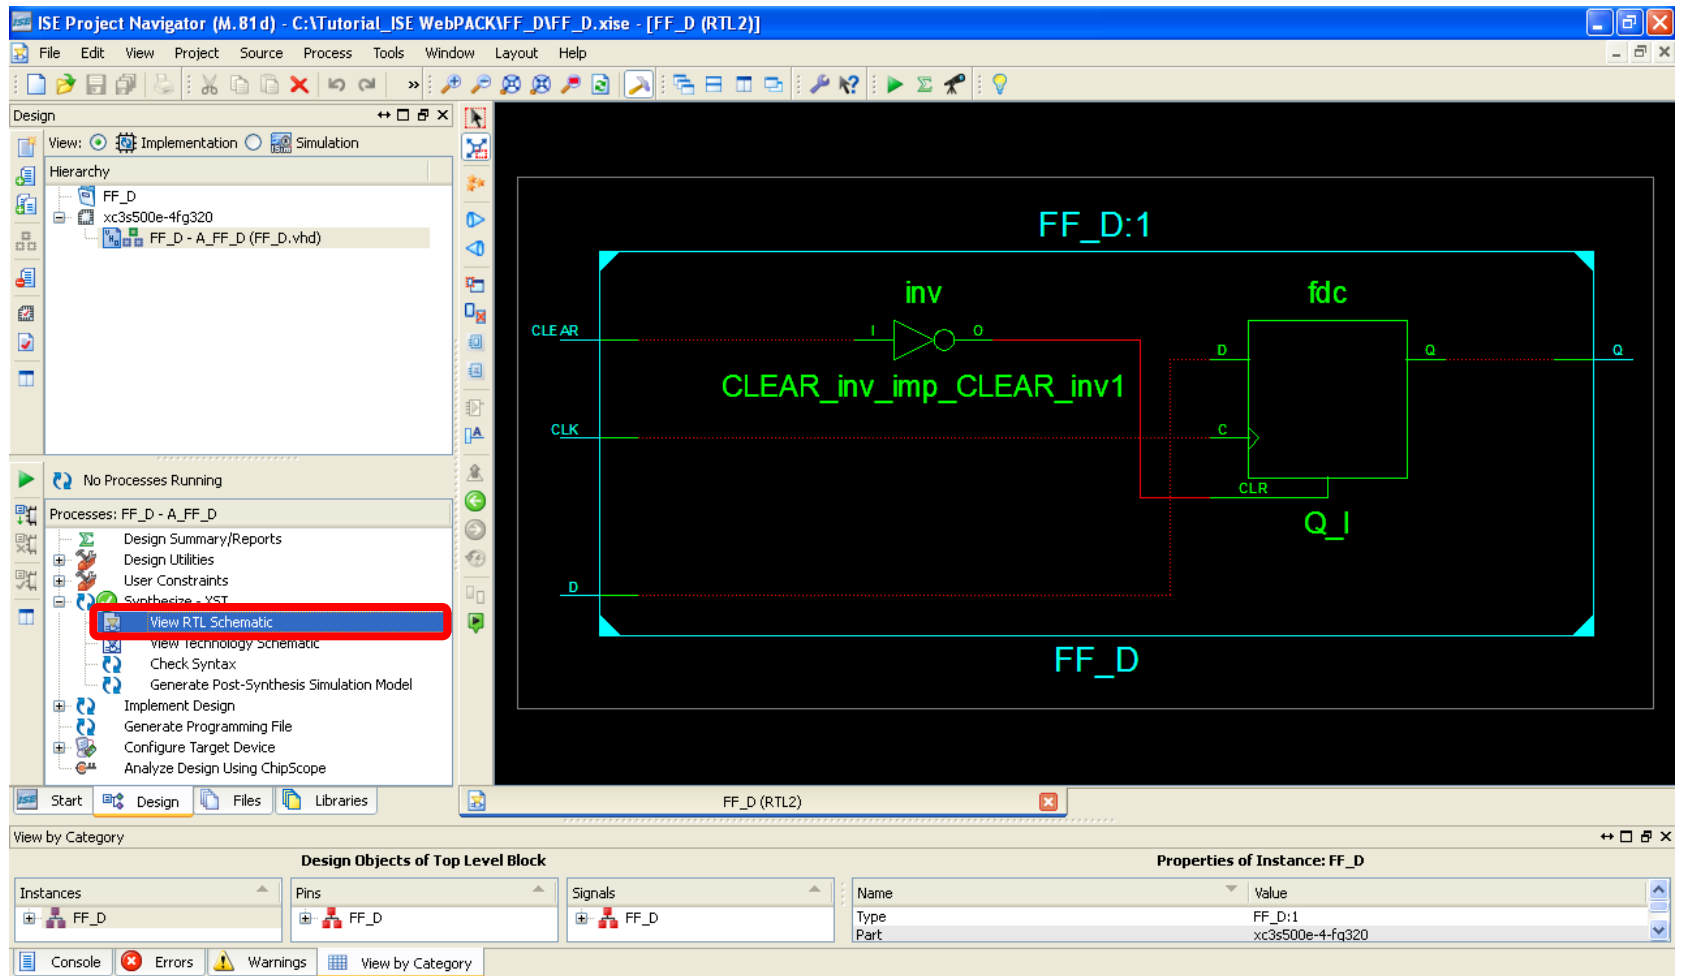 ISE Project Navigator (M.81d) - C:\Tutorial_ISE WebPACK\FF_D\FF_D.xise - [FF_D (RTL2)]
File Edit View Project Source Process Tools Window Layout Help
Design
View: Implementation Simulation
Hierarchy
FF_D
xc3s500e-4fg320
FF_D - A_FF_D (FF_D.vhd)
No Processes Running
Processes: FF_D - A_FF_D
Design Summary/Reports
Design Utilities
User Constraints
Synthesize - XST
View RTL Schematic
View Technology Schematic
Check Syntax
Generate Post-Synthesis Simulation Model
Implement Design
Generate Programming File
Configure Target Device
Analyze Design Using ChipScope
Start Design Files Libraries
FF_D:1
inv
fdc
CLEAR
I
O
D
Q
Q
CLEAR_inv_imp_CLEAR_inv1
CLK
C
CLR
Q_I
D
FF_D
FF_D (RTL2)
View by Category
Design Objects of Top Level Block
Properties of Instance: FF_D
Instances Pins Signals Name Value
FF_D FF_D FF_D Type FF_D:1
Part xc3s500e-4-fg320
Console Errors Warnings View by Category